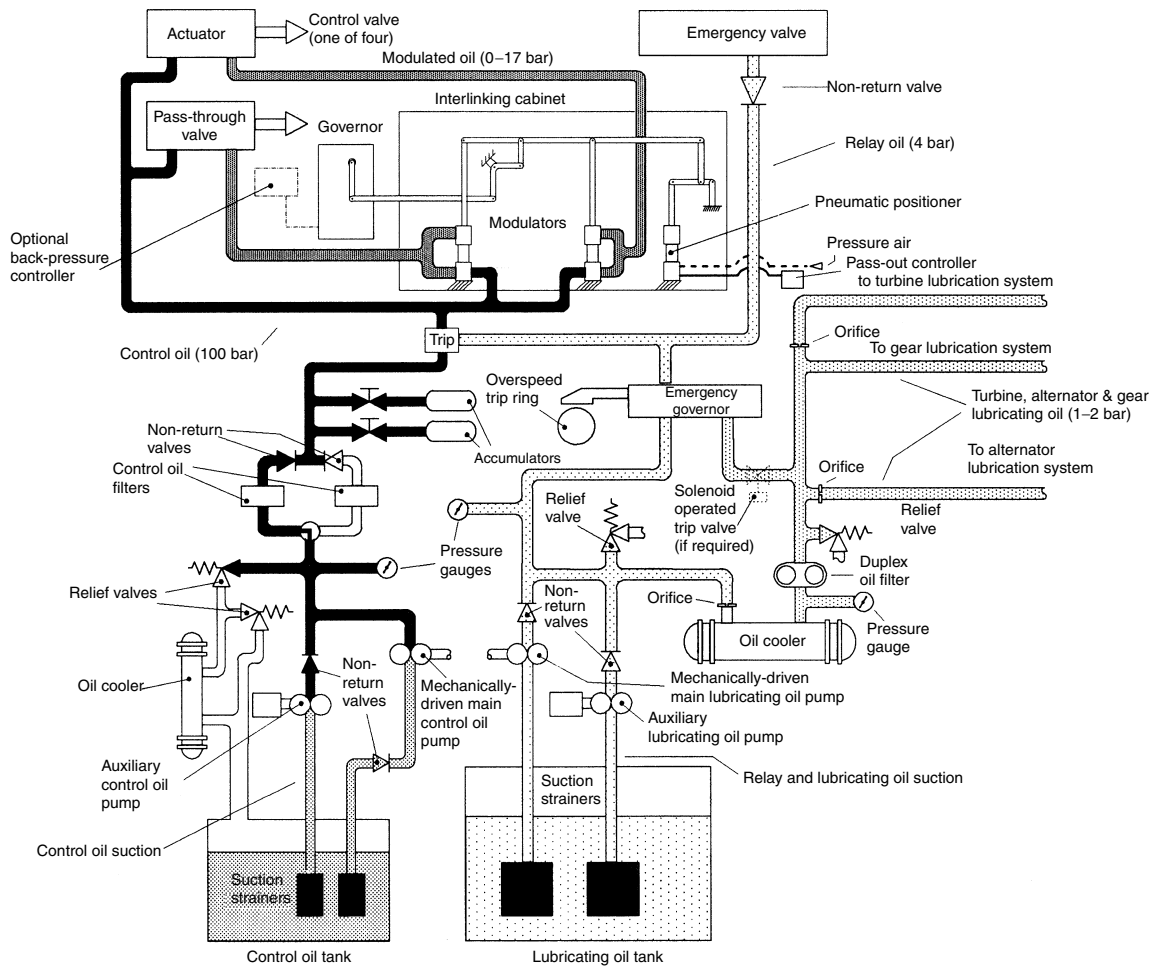 Actuator
Control valve
(one of four)
Emergency valve
Modulated oil (0–17 bar)
Non-return valve
Interlinking cabinet
Pass-through
valve
Governor
Relay oil (4 bar)
Modulators
Pneumatic positioner
Optional
back-pressure
controller
Pressure air
Pass-out controller
to turbine lubrication system
Control oil (100 bar)
Trip
Orifice
To gear lubrication system
Overspeed
trip ring
Emergency
governor
Turbine, alternator & gear
lubricating oil (1–2 bar)
Non-return
valves
Accumulators
Control oil
filters
To alternator
lubrication system
Orifice
Solenoid
operated
trip valve
(if required)
Relief
valve
Relief
valve
Pressure
gauges
Duplex
oil filter
Relief valves
Non-
return
valves
Orifice
Oil cooler
Pressure
gauge
Oil cooler
Non-
return
valves
Mechanically-
driven main
control oil
pump
Mechanically-driven
main lubricating oil pump
Auxiliary
lubricating oil pump
Auxiliary
control oil
pump
Suction
strainers
Relay and lubricating oil suction
Control oil suction
Suction
strainers
Control oil tank
Lubricating oil tank